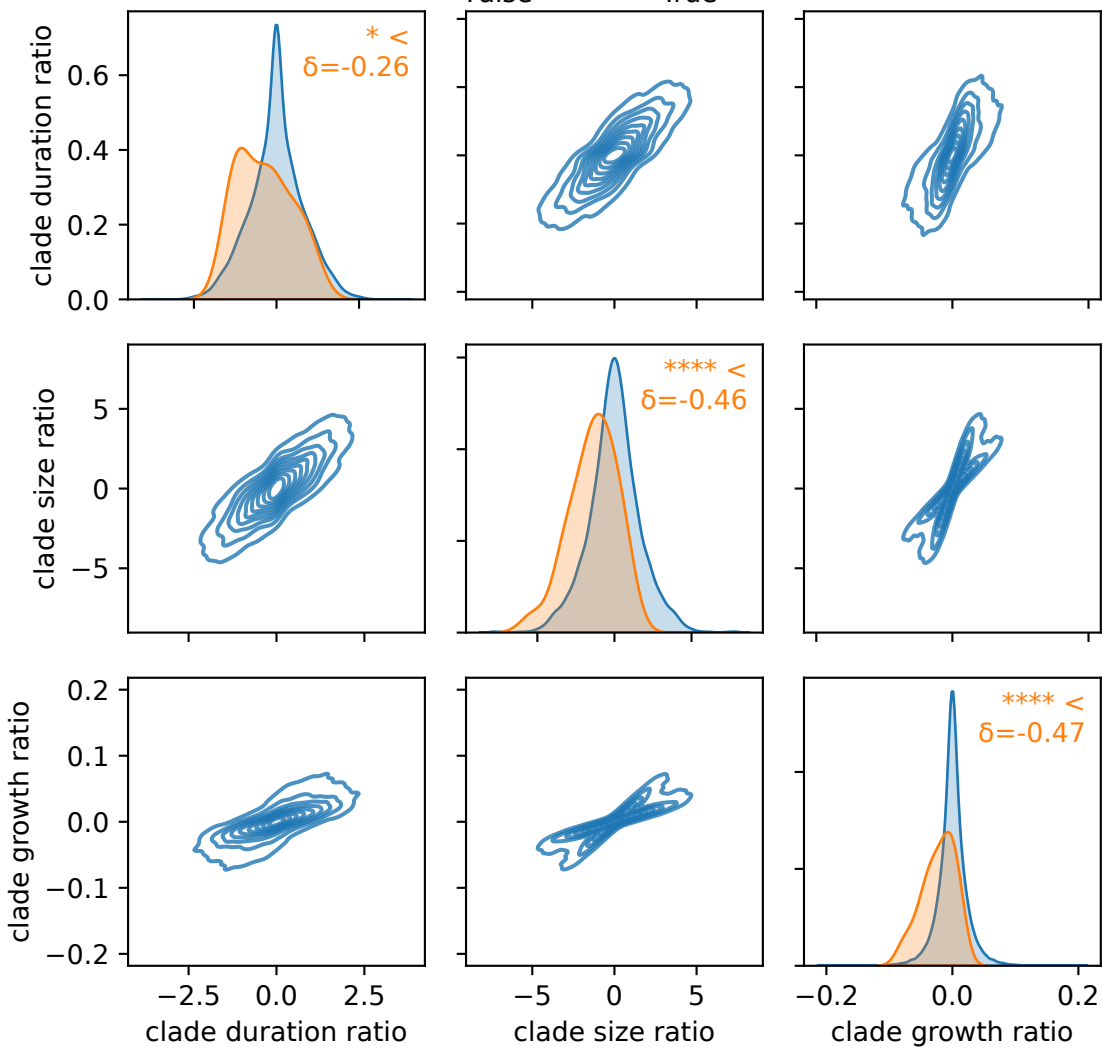 False True
clade duration ratio
0.6
0.4
0.2
0.0
* <
δ=-0.26
clade size ratio
5
0
−5
**** <
δ=-0.46
clade growth ratio
0.2
0.1
0.0
−0.1
−0.2
**** <
δ=-0.47
−2.5 0.0 2.5
−5 0 5
−0.2 0.0 0.2
clade duration ratio
clade size ratio
clade growth ratio